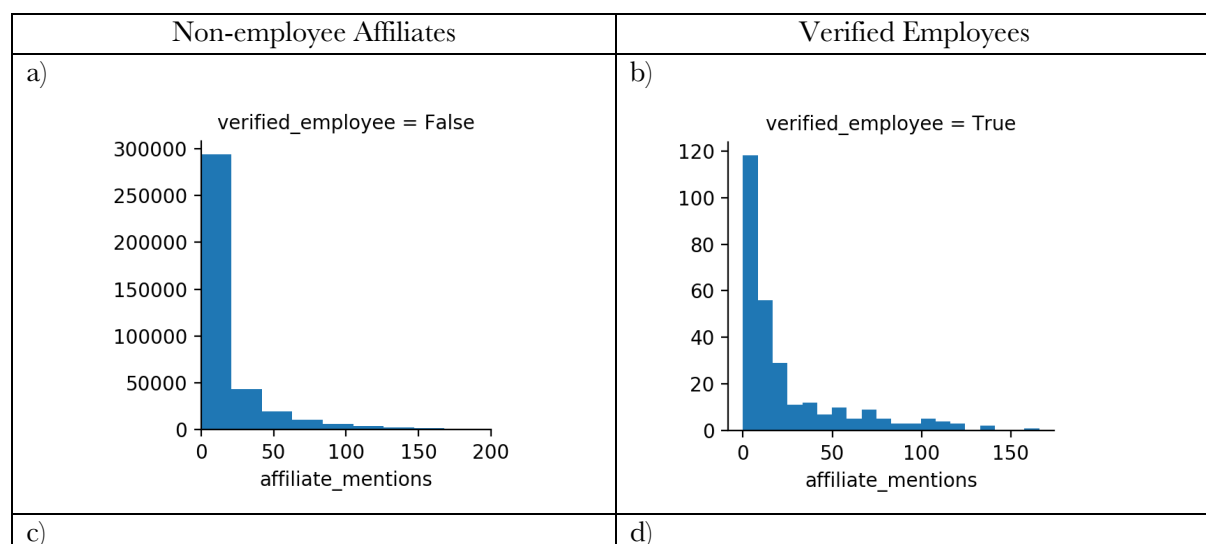 Non-employee Affiliates
Verified Employees
a)
verified_employee = False
300000
250000
200000
150000
100000
50000
0
0 50 100 150 200
affiliate_mentions
b)
verified_employee = True
120
100
80
60
40
20
0
0 50 100 150
affiliate_mentions
c)
d)